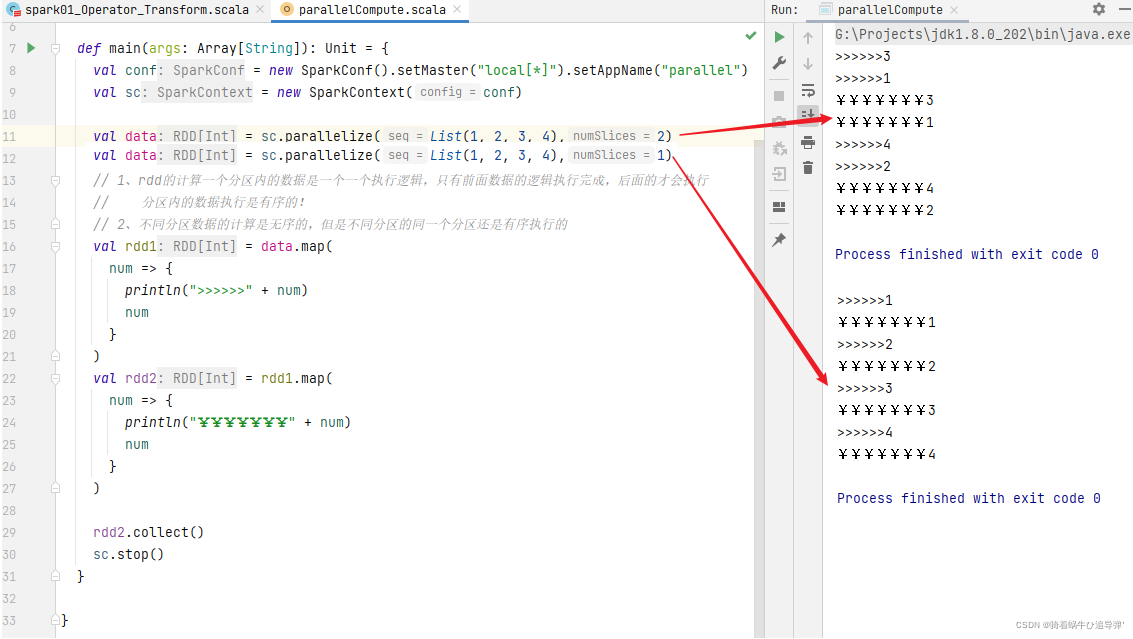 spark01_Operator_Transform.scala
parallelCompute.scala
Run:
parallelCompute
6
7 def main(args: Array[String]): Unit = {
8 val conf: SparkConf = new SparkConf().setMaster("local[*]").setAppName("parallel")
9 val sc: SparkContext = new SparkContext( config = conf)
10
11 val data: RDD[Int] = sc.parallelize( seq = List(1, 2, 3, 4), numSlices = 2)
12 val data: RDD[Int] = sc.parallelize( seq = List(1, 2, 3, 4), numSlices = 1)
13 // 1、rdd的计算一个分区内的数据是一个一个执行逻辑，只有前面数据的逻辑执行完成，后面的才会执行
14 // 分区内的数据执行是有序的！
15 // 2、不同分区数据的计算是无序的，但是不同分区的同一个分区还是有序执行的
16 val rdd1: RDD[Int] = data.map(
17 num => {
18 println(">>>>>>" + num)
19 num
20 }
21 )
22 val rdd2: RDD[Int] = rdd1.map(
23 num => {
24 println("￥￥￥￥￥￥￥" + num)
25 num
26 }
27 )
28
29 rdd2.collect()
30 sc.stop()
31 }
32
33 }
G:\Projects\jdk1.8.0_202\bin\java.exe
>>>>>>3
>>>>>>1
￥￥￥￥￥￥￥3
￥￥￥￥￥￥￥1
>>>>>>4
>>>>>>2
￥￥￥￥￥￥￥4
￥￥￥￥￥￥￥2
Process finished with exit code 0
>>>>>>1
￥￥￥￥￥￥￥1
>>>>>>2
￥￥￥￥￥￥￥2
>>>>>>3
￥￥￥￥￥￥￥3
>>>>>>4
￥￥￥￥￥￥￥4
Process finished with exit code 0
CSDN @骑着蜗牛ひ追导弹'